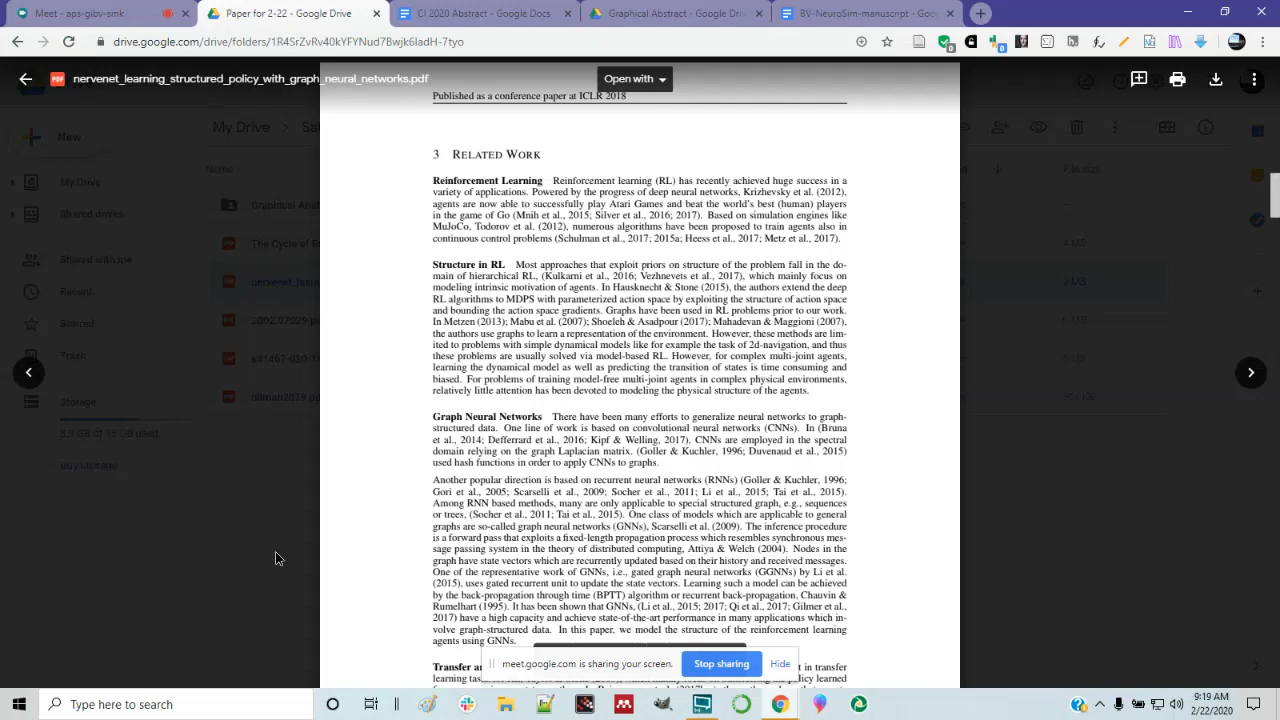 Paper for 2-22
CI 2020 Abstract Submission
CI 2020 Abstract Submission
COINs2019-manuscript - Google
drive.google.com/drive/folders/1R4SrZv40kYFNud7Bwjk6ladH-l7yo
nervenet_learning_structured_policy_with_graph_neural_networks.pdf
Open with
Published as a conference paper at ICLR 2018
New
My Drive
Shared drives
Shared with me
Recent
Starred
Trash
Storage
My Drive
Name
File size
3 RELATED WORK
Reinforcement Learning Reinforcement learning (RL) has recently achieved huge success in a
variety of applications. Powered by the progress of deep neural networks, Krizhevsky et al. (2012),
agents are now able to successfully play Atari Games and beat the world's best (human) players
in the game of Go (Mnih et al., 2015; Silver et al., 2016; 2017). Based on simulation engines like
MuJoCo, Todorov et al. (2012), numerous algorithms have been proposed to train agents also in
continuous control problems (Schulman et al., 2017; 2015a; Heess et al., 2017; Metz et al., 2017).
Structure in RL Most approaches that exploit priors on structure of the problem fall in the do-
main of hierarchical RL, (Kulkarni et al., 2016; Vezhnevets et al., 2017), which mainly focus on
modeling intrinsic motivation of agents. In Hausknecht & Stone (2015), the authors extend the deep
RL algorithms to MDPS with parameterized action space by exploiting the structure of action space
and bounding the action space gradients. Graphs have been used in RL problems prior to our work.
In Metzen (2013); Mabu et al. (2007); Shoeleh & Asadpour (2017); Mahadevan & Maggioni (2007),
the authors use graphs to learn a representation of the environment. However, these methods are lim-
ited to problems with simple dynamical models like for example the task of 2d-navigation, and thus
these problems are usually solved via model-based RL. However, for complex multi-joint agents,
learning the dynamical model as well as predicting the transition of states is time consuming and
biased. For problems of training model-free multi-joint agents in complex physical environments,
relatively little attention has been devoted to modeling the physical structure of the agents.
Graph Neural Networks There have been many efforts to generalize neural networks to graph-
structured data. One line of work is based on convolutional neural networks (CNNs). In (Bruna
et al., 2014; Defferrard et al., 2016; Kipf & Welling, 2017), CNNs are employed in the spectral
domain relying on the graph Laplacian matrix. (Goller & Kuchler, 1996; Duvenaud et al., 2015)
used hash functions in order to apply CNNs to graphs.
Another popular direction is based on recurrent neural networks (RNNs) (Goller & Kuchler, 1996;
Gori et al., 2005; Scarselli et al., 2009; Socher et al., 2011; Li et al., 2015; Tai et al., 2015).
Among RNN based methods, many are only applicable to special structured graph, e.g., sequences
or trees, (Socher et al., 2011; Tai et al., 2015). One class of models which are applicable to general
graphs are so-called graph neural networks (GNNs), Scarselli et al. (2009). The inference procedure
is a forward pass that exploits a fixed-length propagation process which resembles synchronous mes-
sage passing system in the theory of distributed computing, Attiya & Welch (2004). Nodes in the
graph have state vectors which are recurrently updated based on their history and received messages.
One of the representative work of GNNs, i.e., gated graph neural networks (GGNNs) by Li et al.
(2015), uses gated recurrent unit to update the state vectors. Learning such a model can be achieved
by the back-propagation through time (BPTT) algorithm or recurrent back-propagation, Chauvin &
Rumelhart (1995). It has been shown that GNNs, (Li et al., 2015; 2017; Qi et al., 2017; Gilmer et al.,
2017) have a high capacity and achieve state-of-the-art performance in many applications which in-
volve graph-structured data. In this paper, we model the structure of the reinforcement learning
agents using GNNs.
meet.google.com is sharing your screen.
Stop sharing
Hide
Type here to search
9:19 AM
2/22/2020